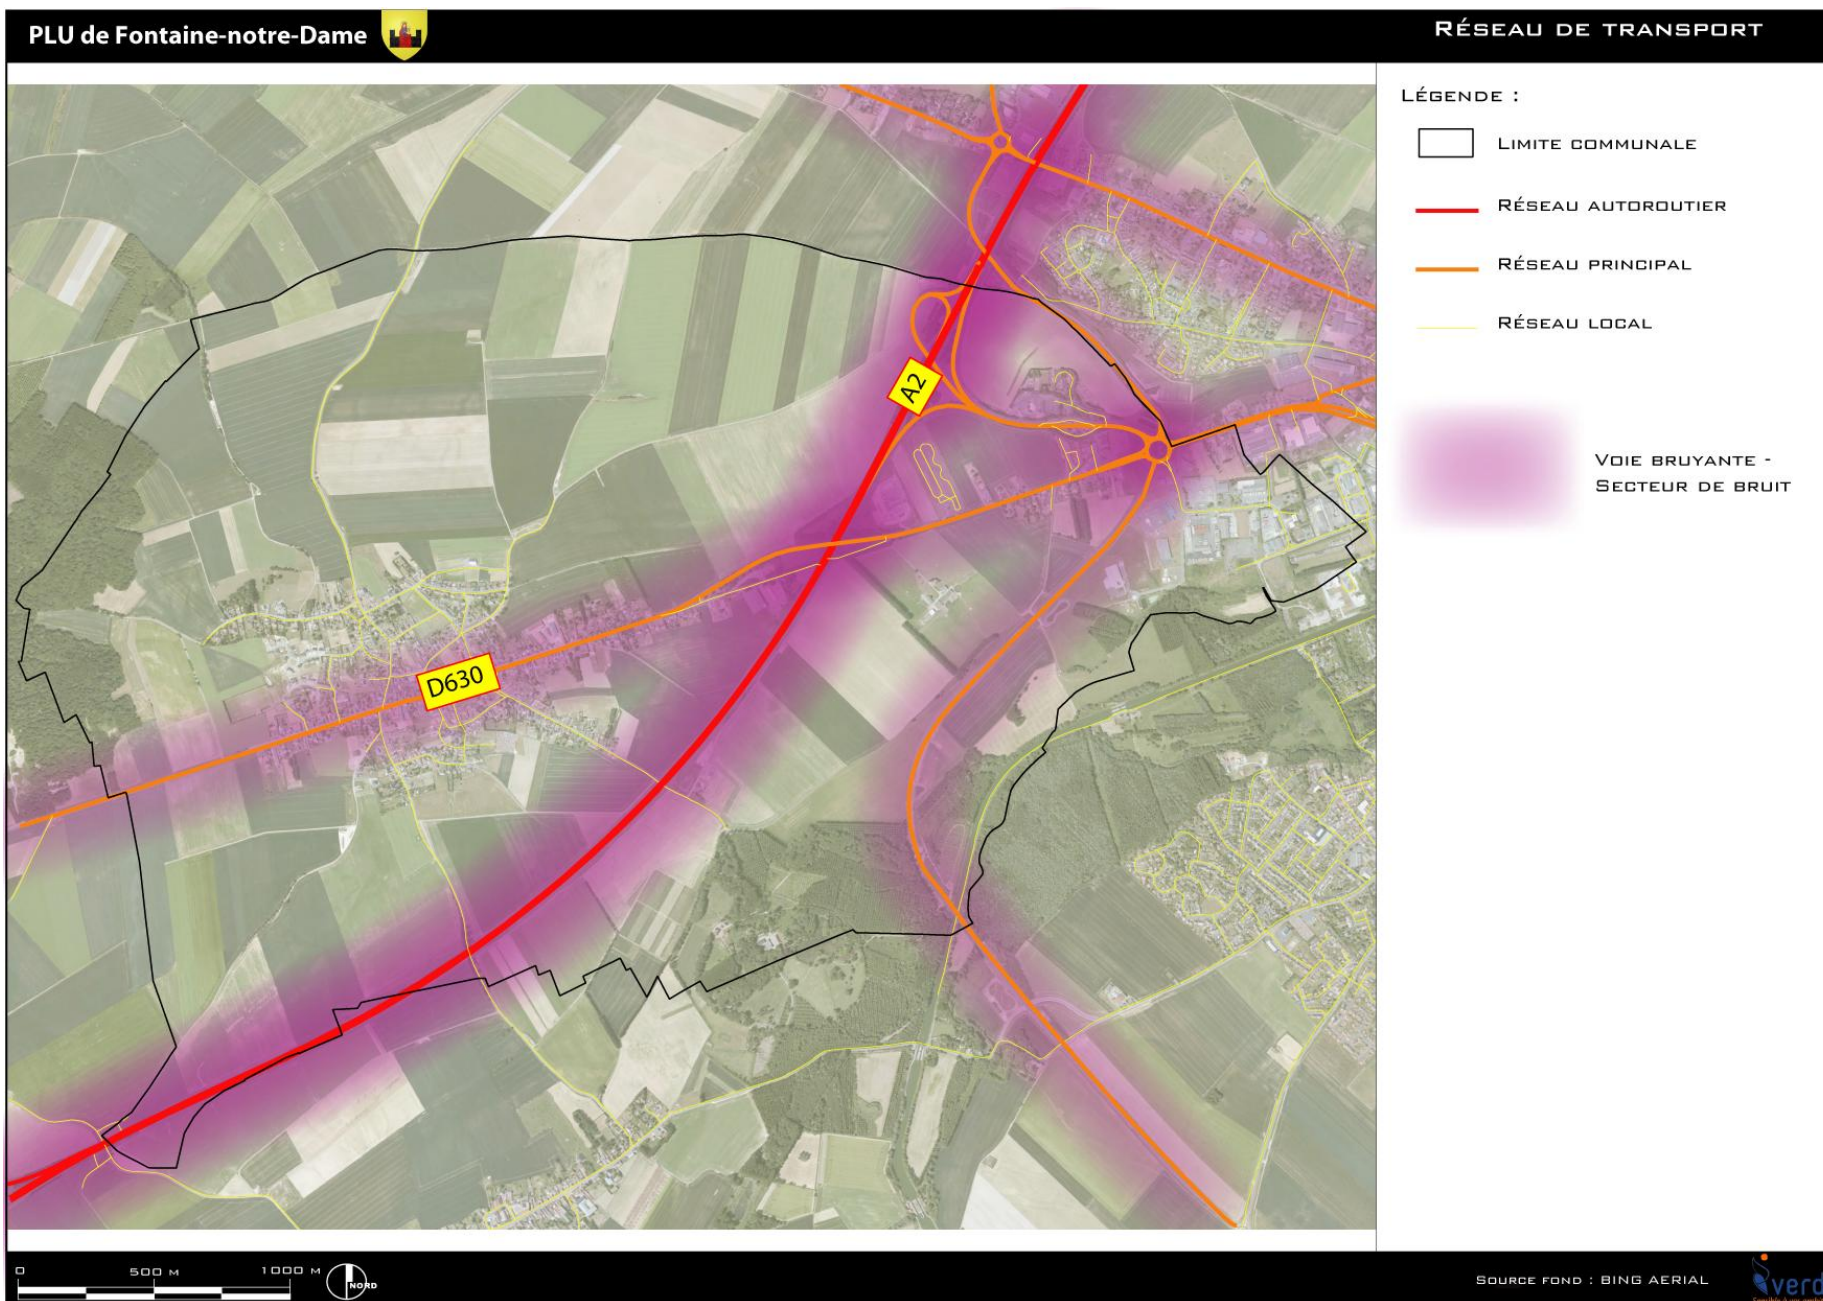 PLU de Fontaine-notre-Dame
RÉSEAU DE TRANSPORT
LÉGENDE :
LIMITE COMMUNALE
RÉSEAU AUTOROUTIER
RÉSEAU PRINCIPAL
RÉSEAU LOCAL
VOIE BRUYANTE -
SECTEUR DE BRUIT
A2
D630
0 500 M 1000 M
NORD
SOURCE FOND : BING AERIAL
verd